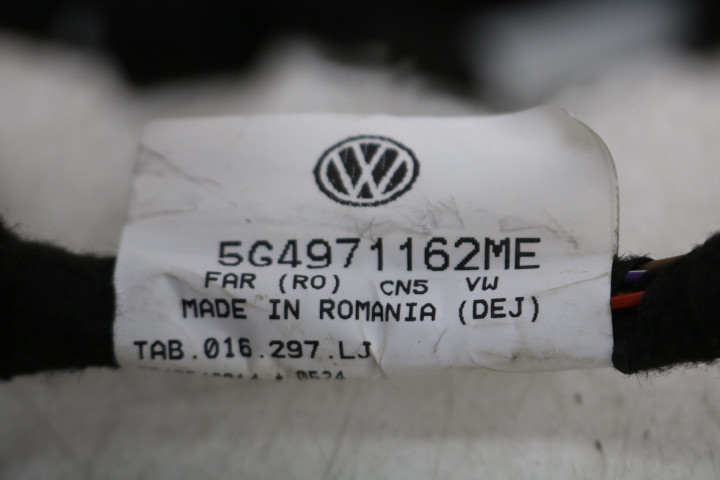 5G4971162ME
FAR (RO) CN5 VW
MADE IN ROMANIA (DEJ)
TAB.016.297.LJ